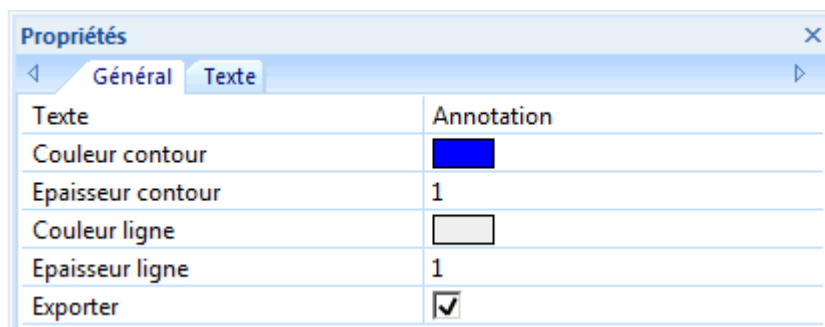 Propriétés
Général Texte
Texte Annotation
Couleur contour
Epaisseur contour 1
Couleur ligne
Epaisseur ligne 1
Exporter